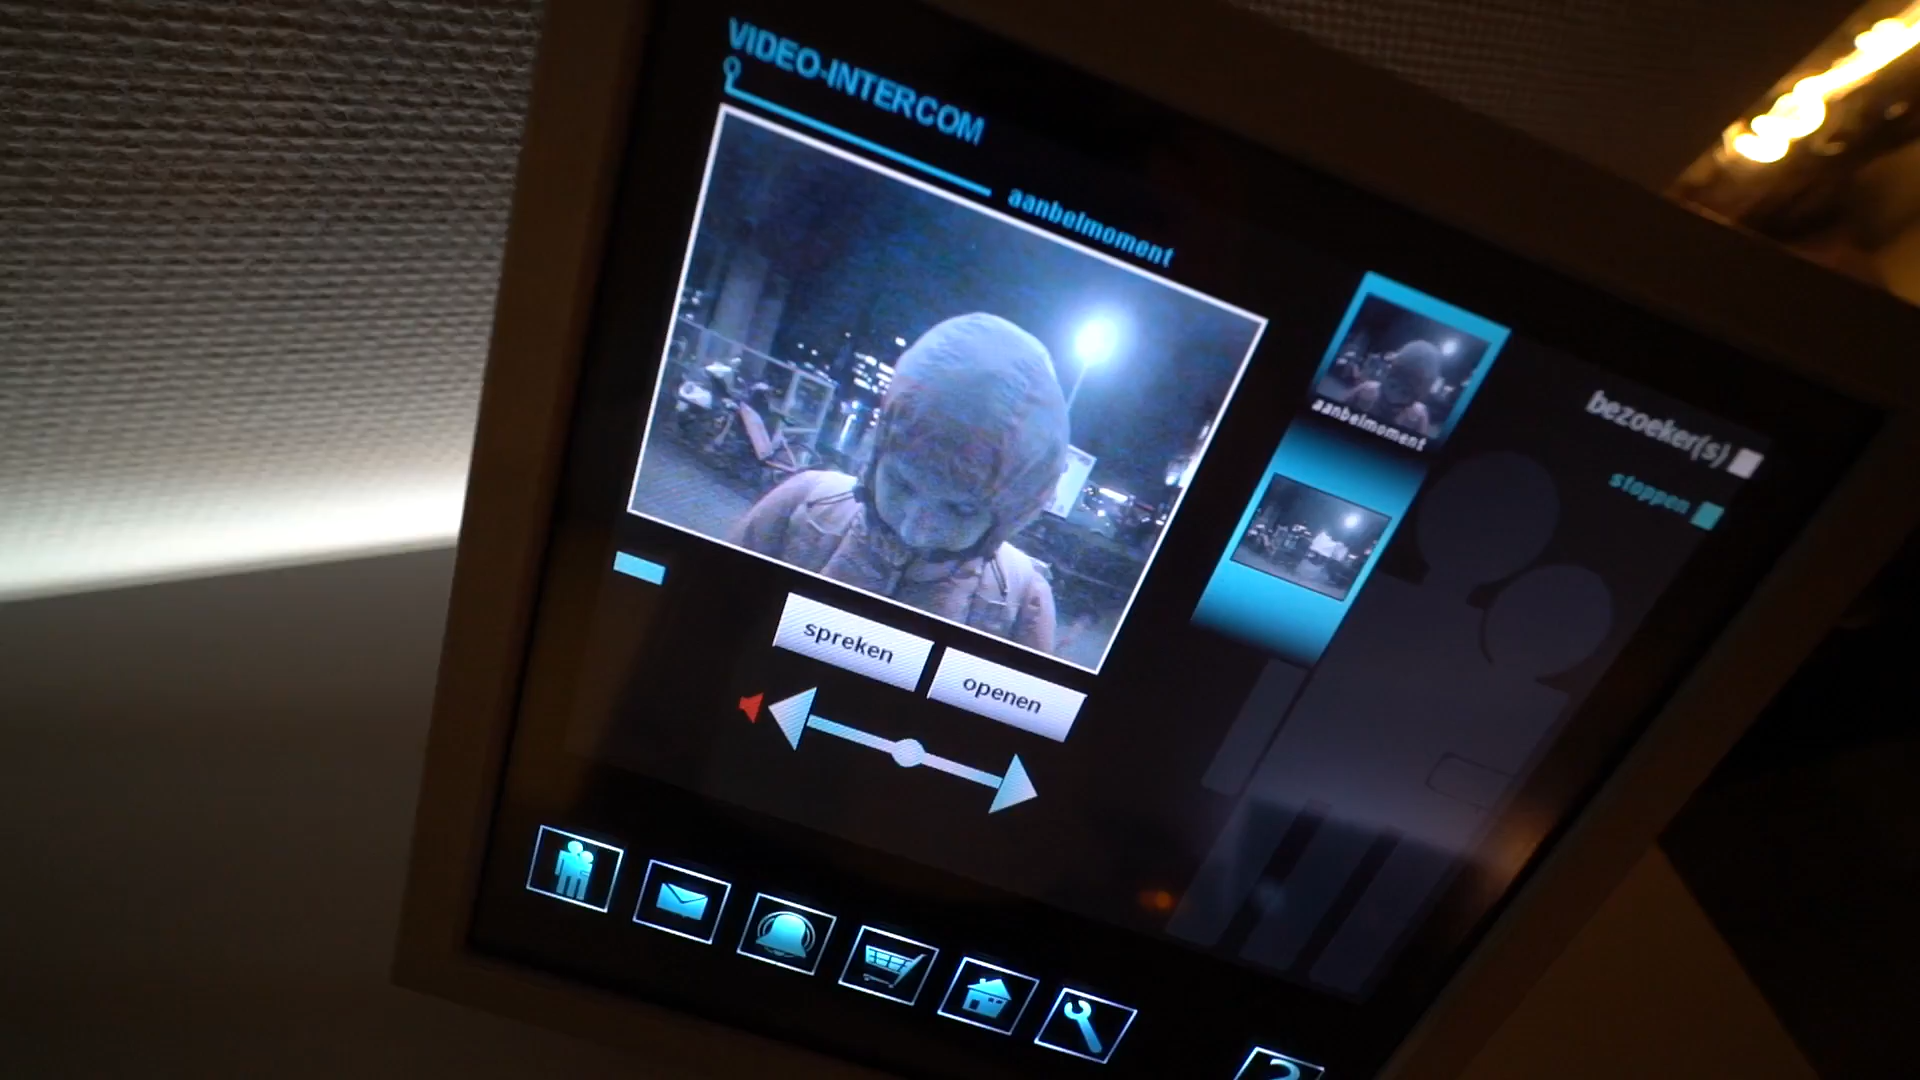 VIDEO-INTERCOM
aanbelmoment
aanbelmoment
bezoeker(s)
stoppen
spreken
openen
?